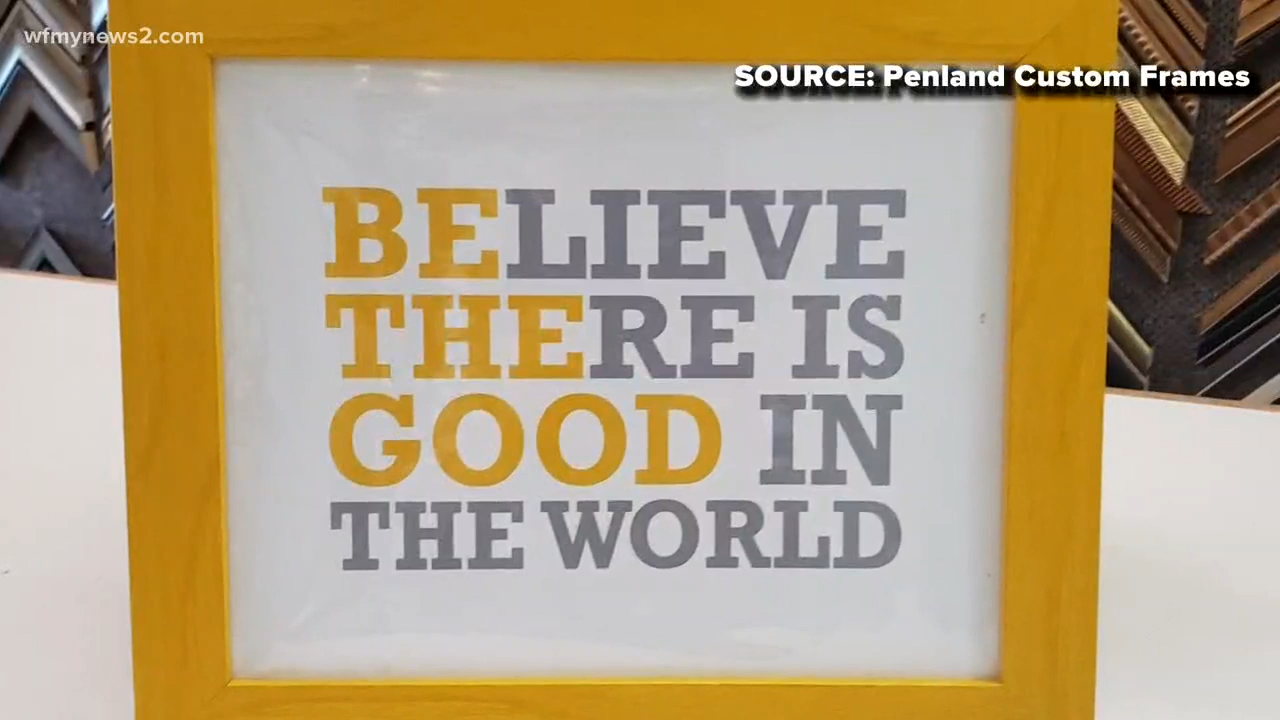 wfmynews2.com
SOURCE: Penland Custom Frames
BELIEVE
THERE IS
GOOD IN
THE WORLD